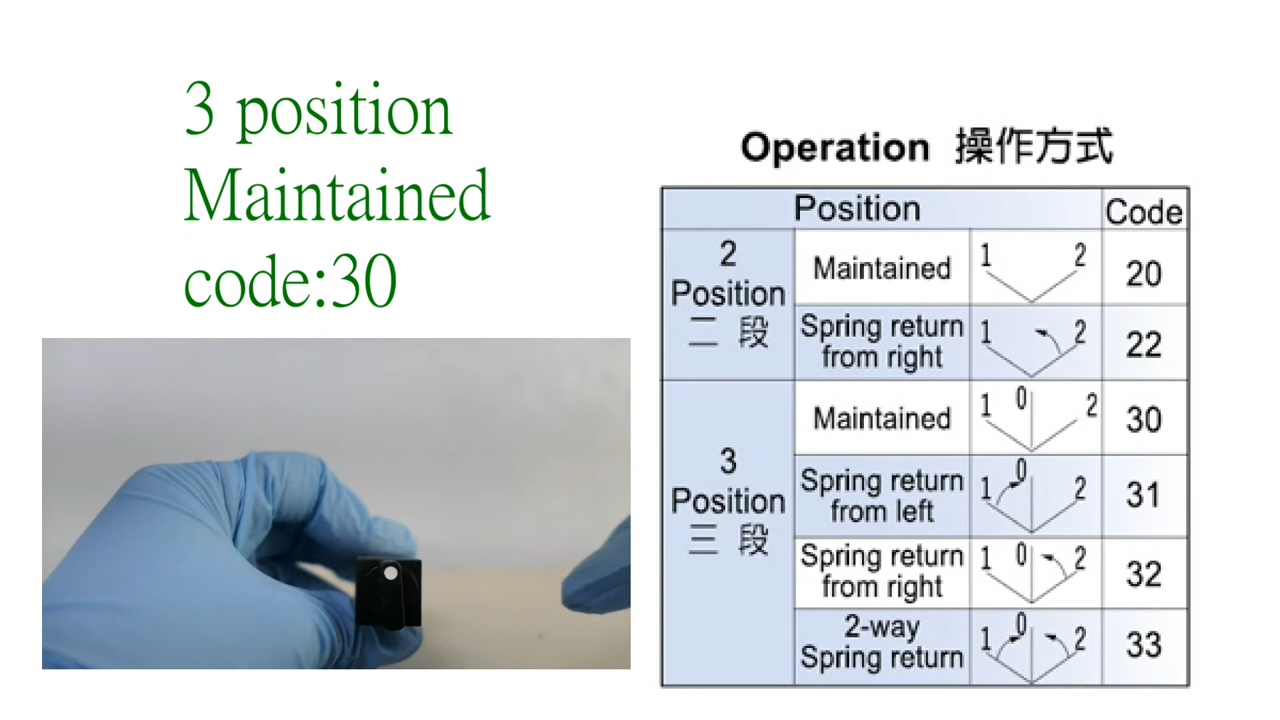 3 position
Maintained
code:30
Operation 操作方式
Position Code
2
Position
二 段
Maintained 1 2 20
Spring return
from right 1 2 22
3
Position
三 段
Maintained 1 0 2 30
Spring return
from left 1 0 2 31
Spring return
from right 1 0 2 32
2-way
Spring return 1 0 2 33